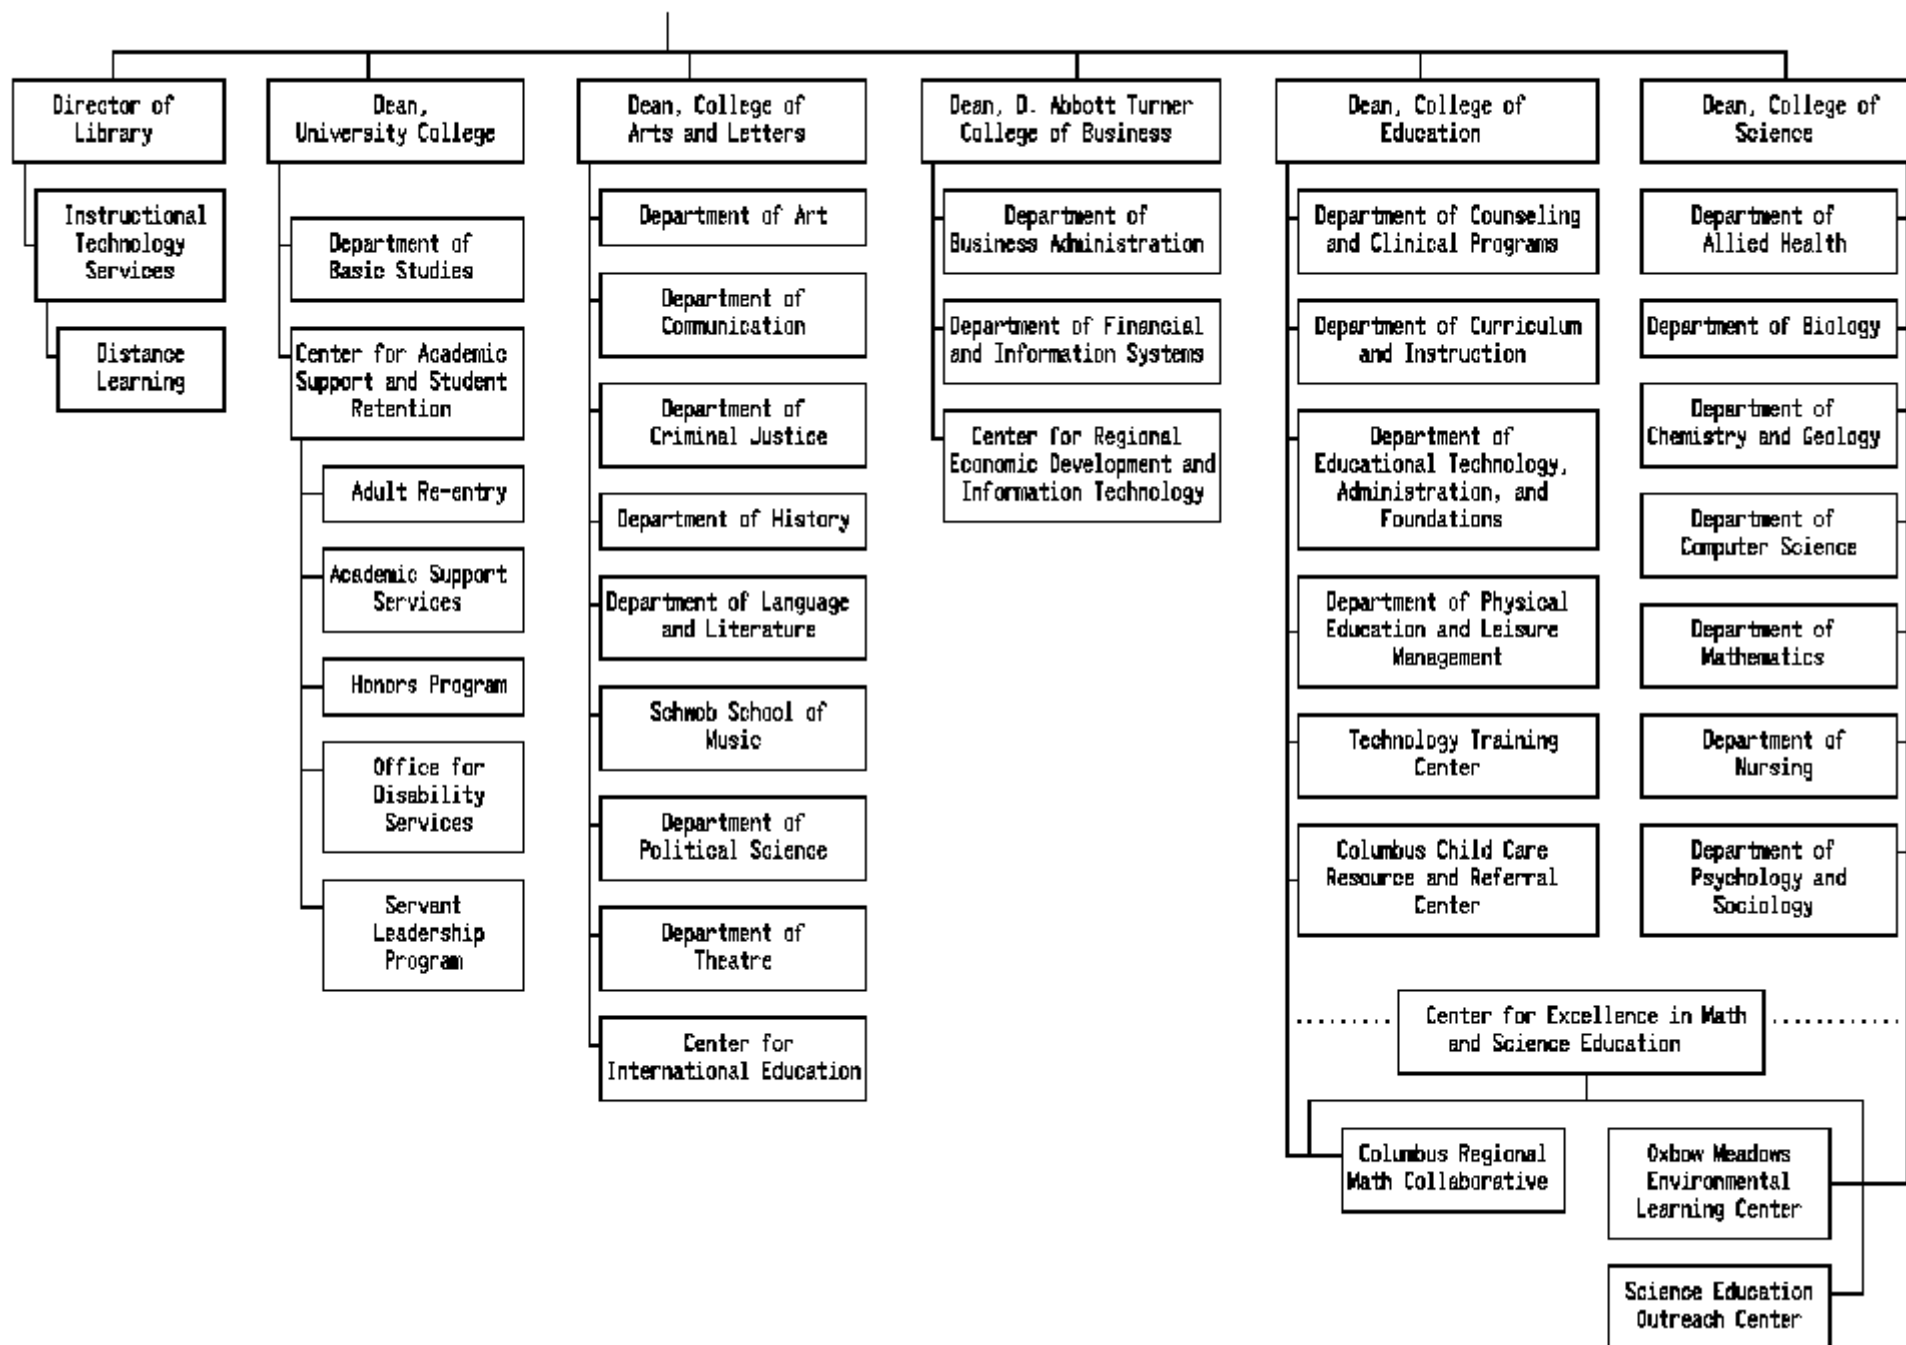 Director of
Library
Instructional
Technology
Services
Distance
Learning
Dean,
University College
Department of
Basic Studies
Center for Academic
Support and Student
Retention
Adult Re-entry
Academic Support
Services
Honors Program
Office for
Disability
Services
Servant
Leadership
Program
Dean, College of
Arts and Letters
Department of Art
Department of
Communication
Department of
Criminal Justice
Department of History
Department of Language
and Literature
Schwob School of
Music
Department of
Political Science
Department of
Theatre
Center for
International Education
Dean, D. Abbott Turner
College of Business
Department of
Business Administration
Department of Financial
and Information Systems
Center for Regional
Economic Development and
Information Technology
Dean, College of
Education
Department of Counseling
and Clinical Programs
Department of Curriculum
and Instruction
Department of
Educational Technology,
Administration, and
Foundations
Department of Physical
Education and Leisure
Management
Technology Training
Center
Columbus Child Care
Resource and Referral
Center
Dean, College of
Science
Department of
Allied Health
Department of Biology
Department of
Chemistry and Geology
Department of
Computer Science
Department of
Mathematics
Department of
Nursing
Department of
Psychology and
Sociology
Center for Excellence in Math
and Science Education
Columbus Regional
Math Collaborative
Oxbow Meadows
Environmental
Learning Center
Science Education
Outreach Center